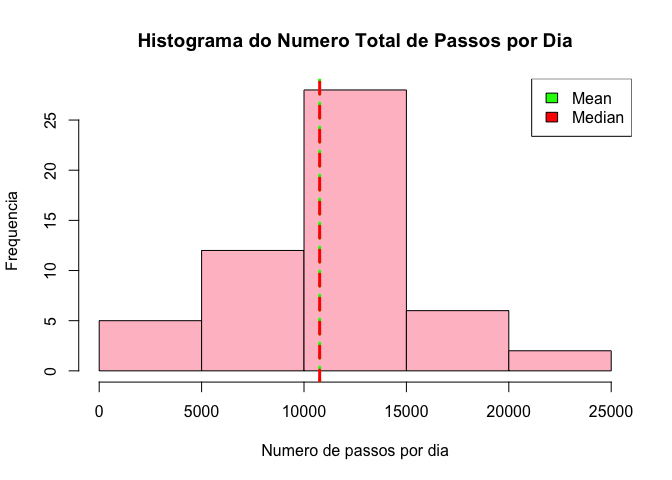 Histograma do Numero Total de Passos por Dia
Mean
Median
Frequencia
25
20
15
10
5
0
0 5000 10000 15000 20000 25000
Numero de passos por dia